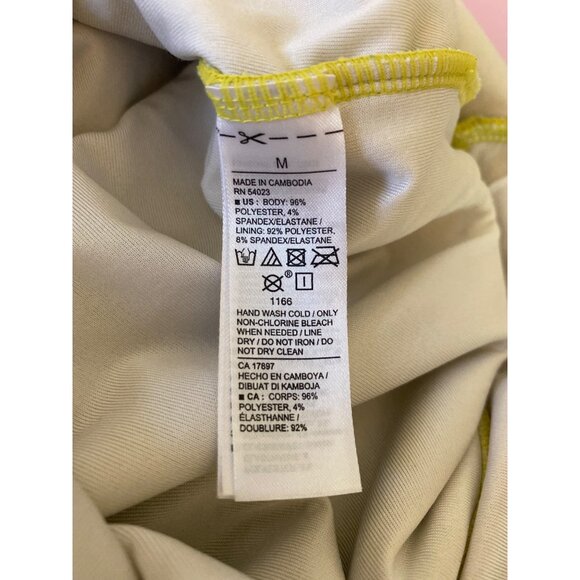 M
MADE IN CAMBODIA
RN 54023
■ US : BODY: 96%
POLYESTER, 4%
SPANDEX/ELASTANE /
LINING: 92% POLYESTER,
8% SPANDEX/ELASTANE
1166
HAND WASH COLD / ONLY
NON-CHLORINE BLEACH
WHEN NEEDED / LINE
DRY / DO NOT IRON / DO
NOT DRY CLEAN
CA 17697
HECHO EN CAMBOYA /
DIBUAT DI KAMBOJA
■ CA : CORPS: 96%
POLYESTER, 4%
ÉLASTHANNE /
DOUBLURE: 92%